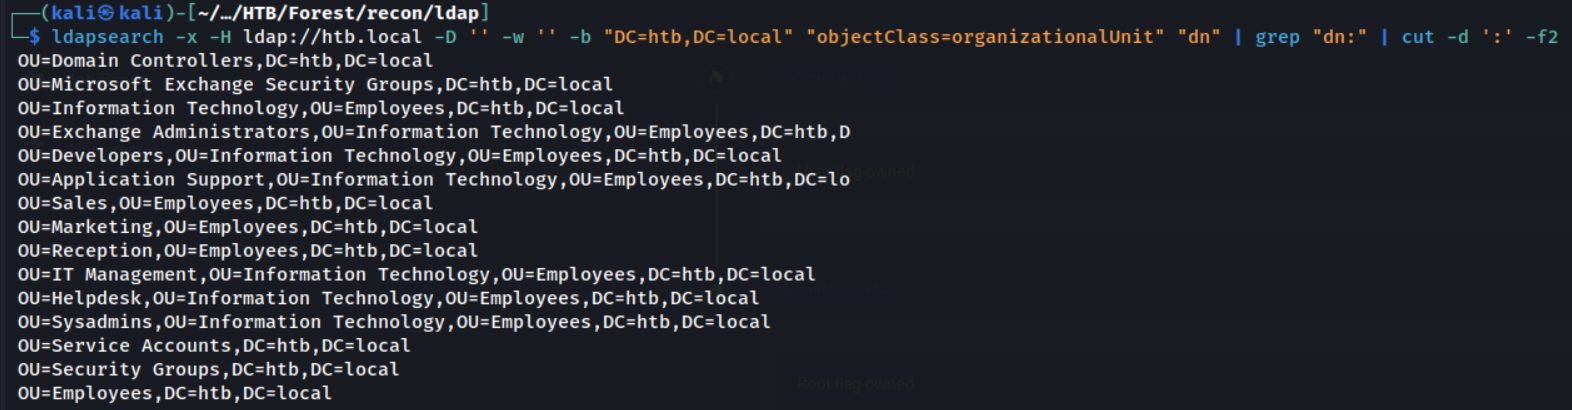 ┌──(kali㉿kali)-[~/…/HTB/Forest/recon/ldap]
└─$ ldapsearch -x -H ldap://htb.local -D '' -w '' -b "DC=htb,DC=local" "objectClass=organizationalUnit" "dn" | grep "dn:" | cut -d ':' -f2
OU=Domain Controllers,DC=htb,DC=local
OU=Microsoft Exchange Security Groups,DC=htb,DC=local
OU=Information Technology,OU=Employees,DC=htb,DC=local
OU=Exchange Administrators,OU=Information Technology,OU=Employees,DC=htb,D
OU=Developers,OU=Information Technology,OU=Employees,DC=htb,DC=local
OU=Application Support,OU=Information Technology,OU=Employees,DC=htb,DC=lo
OU=Sales,OU=Employees,DC=htb,DC=local
OU=Marketing,OU=Employees,DC=htb,DC=local
OU=Reception,OU=Employees,DC=htb,DC=local
OU=IT Management,OU=Information Technology,OU=Employees,DC=htb,DC=local
OU=Helpdesk,OU=Information Technology,OU=Employees,DC=htb,DC=local
OU=Sysadmins,OU=Information Technology,OU=Employees,DC=htb,DC=local
OU=Service Accounts,DC=htb,DC=local
OU=Security Groups,DC=htb,DC=local
Root flag owned
OU=Employees,DC=htb,DC=local